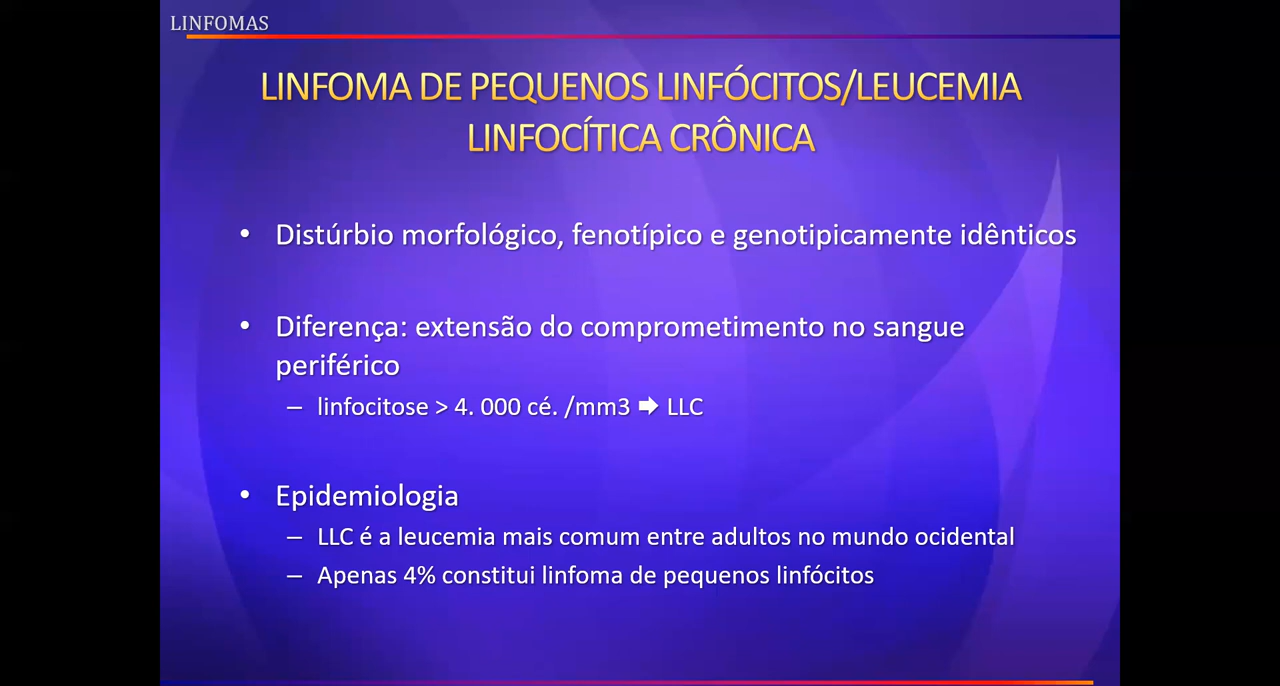 LINFOMAS
LINFOMA DE PEQUENOS LINFÓCITOS/LEUCEMIA
LINFOCÍTICA CRÔNICA
• Distúrbio morfológico, fenotípico e genotipicamente idênticos
• Diferença: extensão do comprometimento no sangue
periférico
– linfocitose > 4. 000 cé. /mm3 🡆 LLC
• Epidemiologia
– LLC é a leucemia mais comum entre adultos no mundo ocidental
– Apenas 4% constitui linfoma de pequenos linfócitos